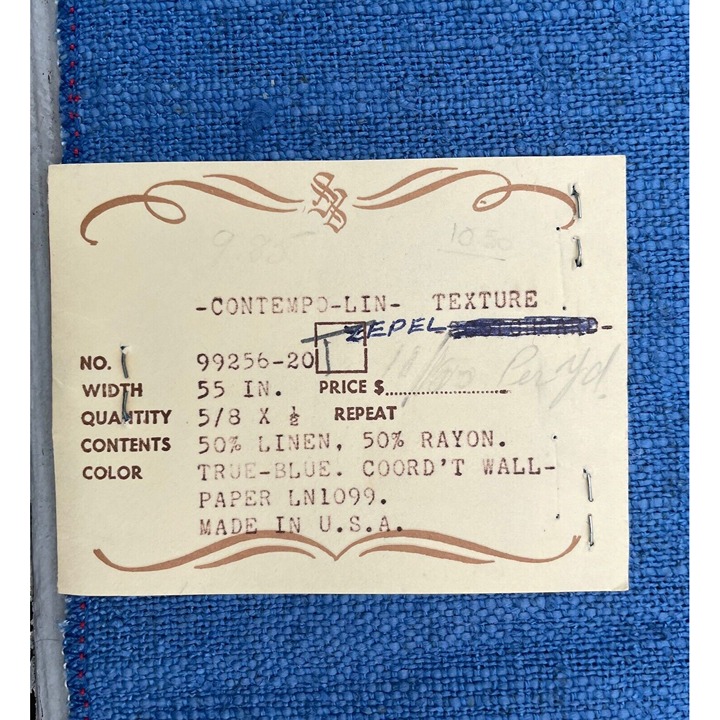 9.85 10.50
-CONTEMPO-LIN- TEXTURE
ZEPEL
NO. 99256-20
WIDTH 55 IN. PRICE $
QUANTITY 5/8 X ½ REPEAT
CONTENTS 50% LINEN, 50% RAYON.
COLOR TRUE-BLUE. COORD'T WALL-
PAPER LN1099.
MADE IN U.S.A.